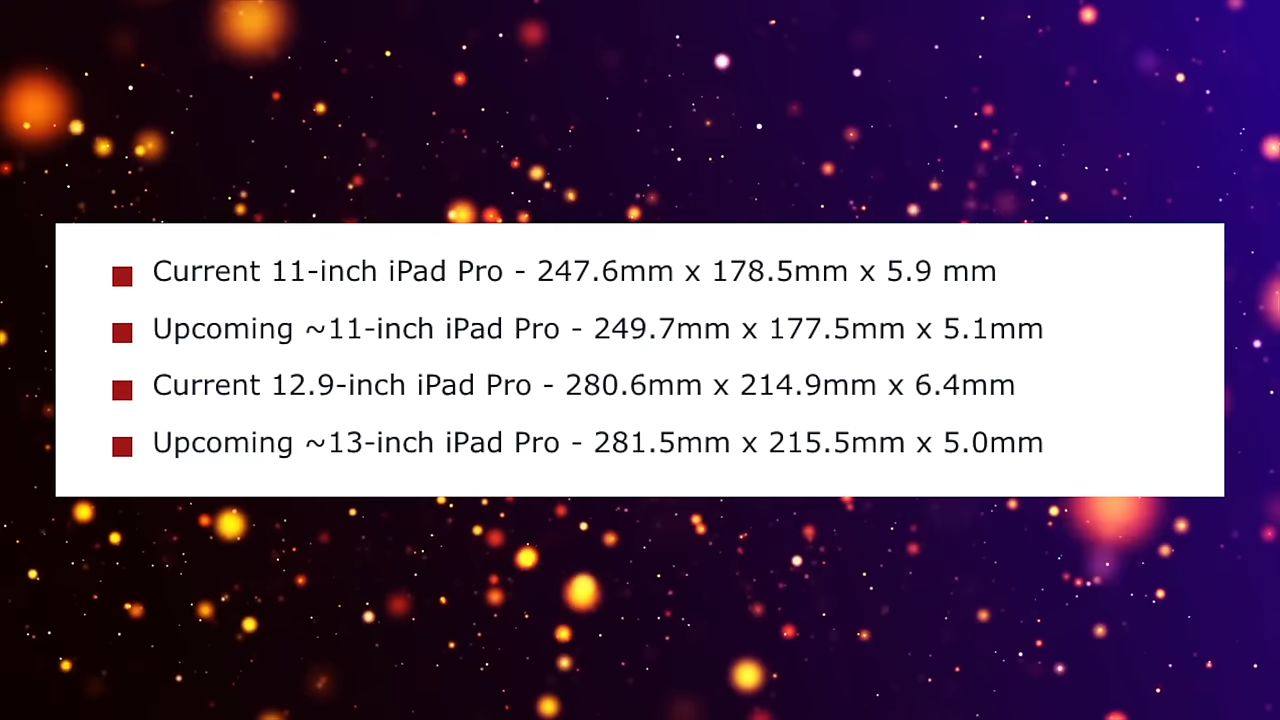 Current 11-inch iPad Pro - 247.6mm x 178.5mm x 5.9 mm
Upcoming ~11-inch iPad Pro - 249.7mm x 177.5mm x 5.1mm
Current 12.9-inch iPad Pro - 280.6mm x 214.9mm x 6.4mm
Upcoming ~13-inch iPad Pro - 281.5mm x 215.5mm x 5.0mm